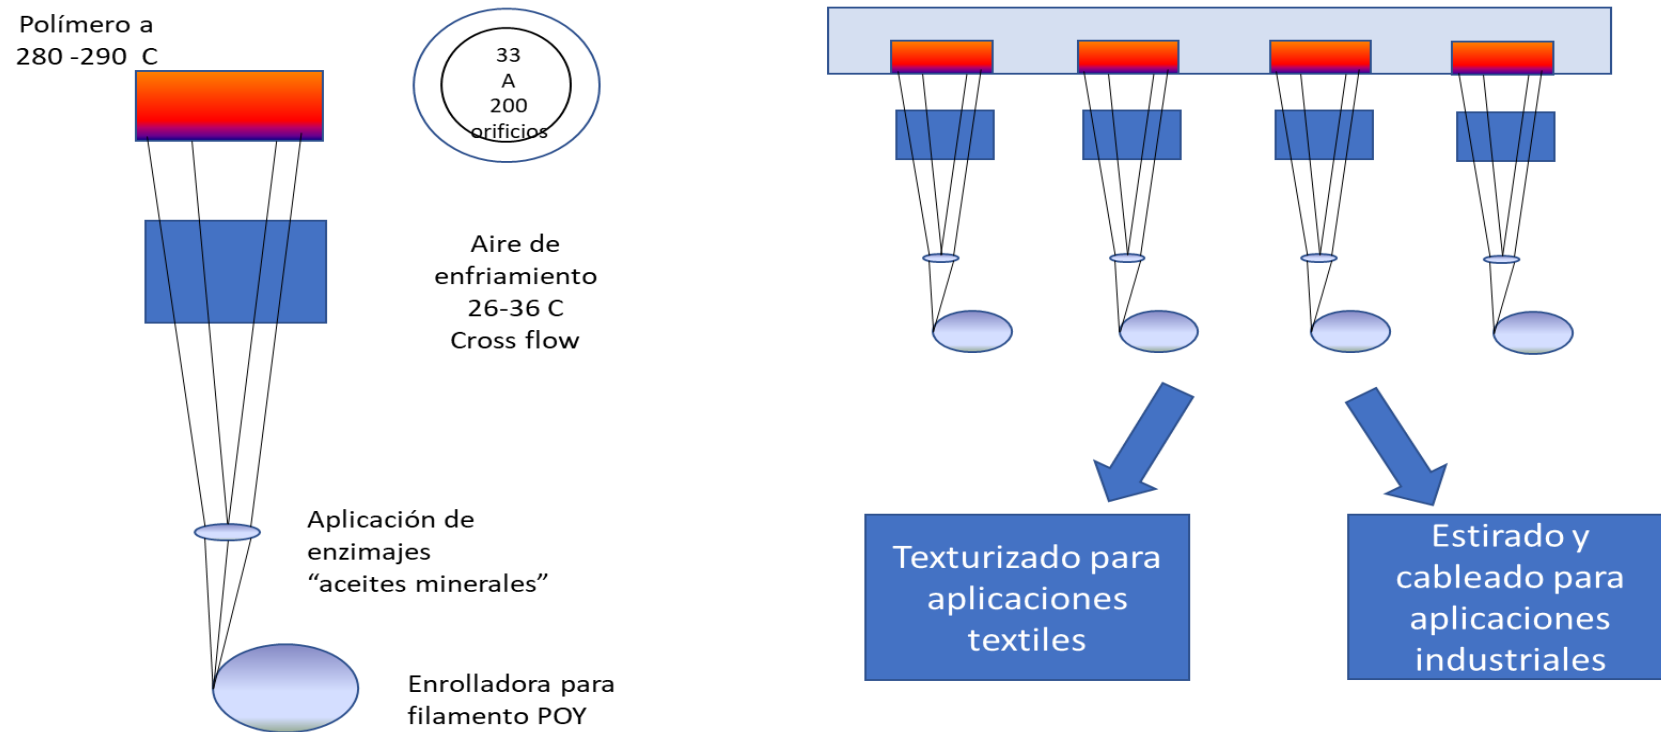 Polímero a
280 -290  C
33
A
200
orificios
Aire de
enfriamiento
26-36 C
Cross flow
Aplicación de
enzimajes
“aceites minerales”
Enrolladora para
filamento POY
Texturizado para
aplicaciones
textiles
Estirado y
cableado para
aplicaciones
industriales